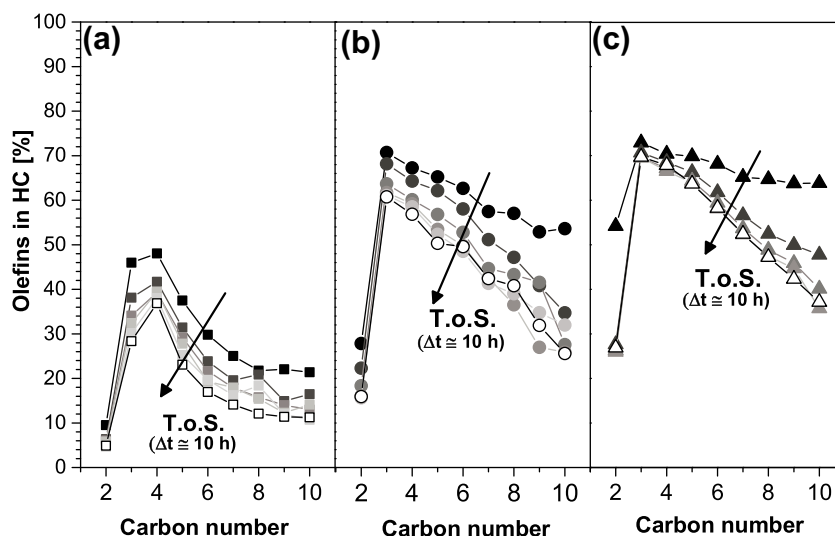 (a)
(b)
(c)
Olefins in HC [%]
100
90
80
70
60
50
40
30
20
10
0
T.o.S.
(Δt ≅ 10 h)
T.o.S.
(Δt ≅ 10 h)
T.o.S.
(Δt ≅ 10 h)
2 4 6 8 10
2 4 6 8 10
2 4 6 8 10
Carbon number
Carbon number
Carbon number